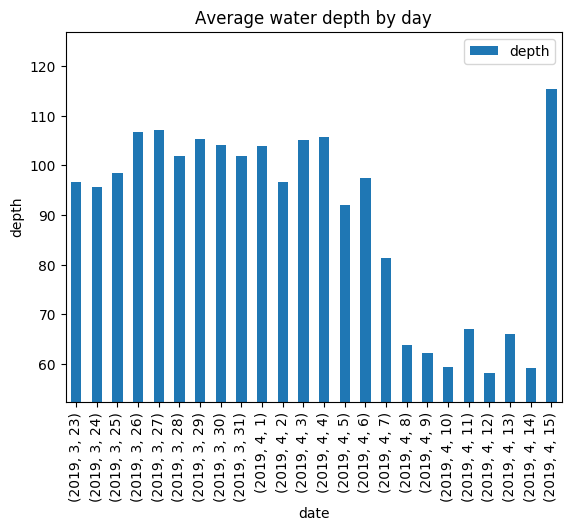 Average water depth by day
depth
120
100
90
80
70
60
110
depth
(2019, 3, 23)
(2019, 3, 24)
(2019, 3, 25)
(2019, 3, 26)
(2019, 3, 27)
(2019, 3, 28)
(2019, 3, 29)
(2019, 3, 30)
(2019, 3, 31)
(2019, 4, 1)
(2019, 4, 2)
(2019, 4, 3)
(2019, 4, 4)
(2019, 4, 5)
(2019, 4, 6)
(2019, 4, 7)
(2019, 4, 8)
(2019, 4, 9)
(2019, 4, 10)
(2019, 4, 11)
(2019, 4, 12)
(2019, 4, 13)
(2019, 4, 14)
(2019, 4, 15)
date